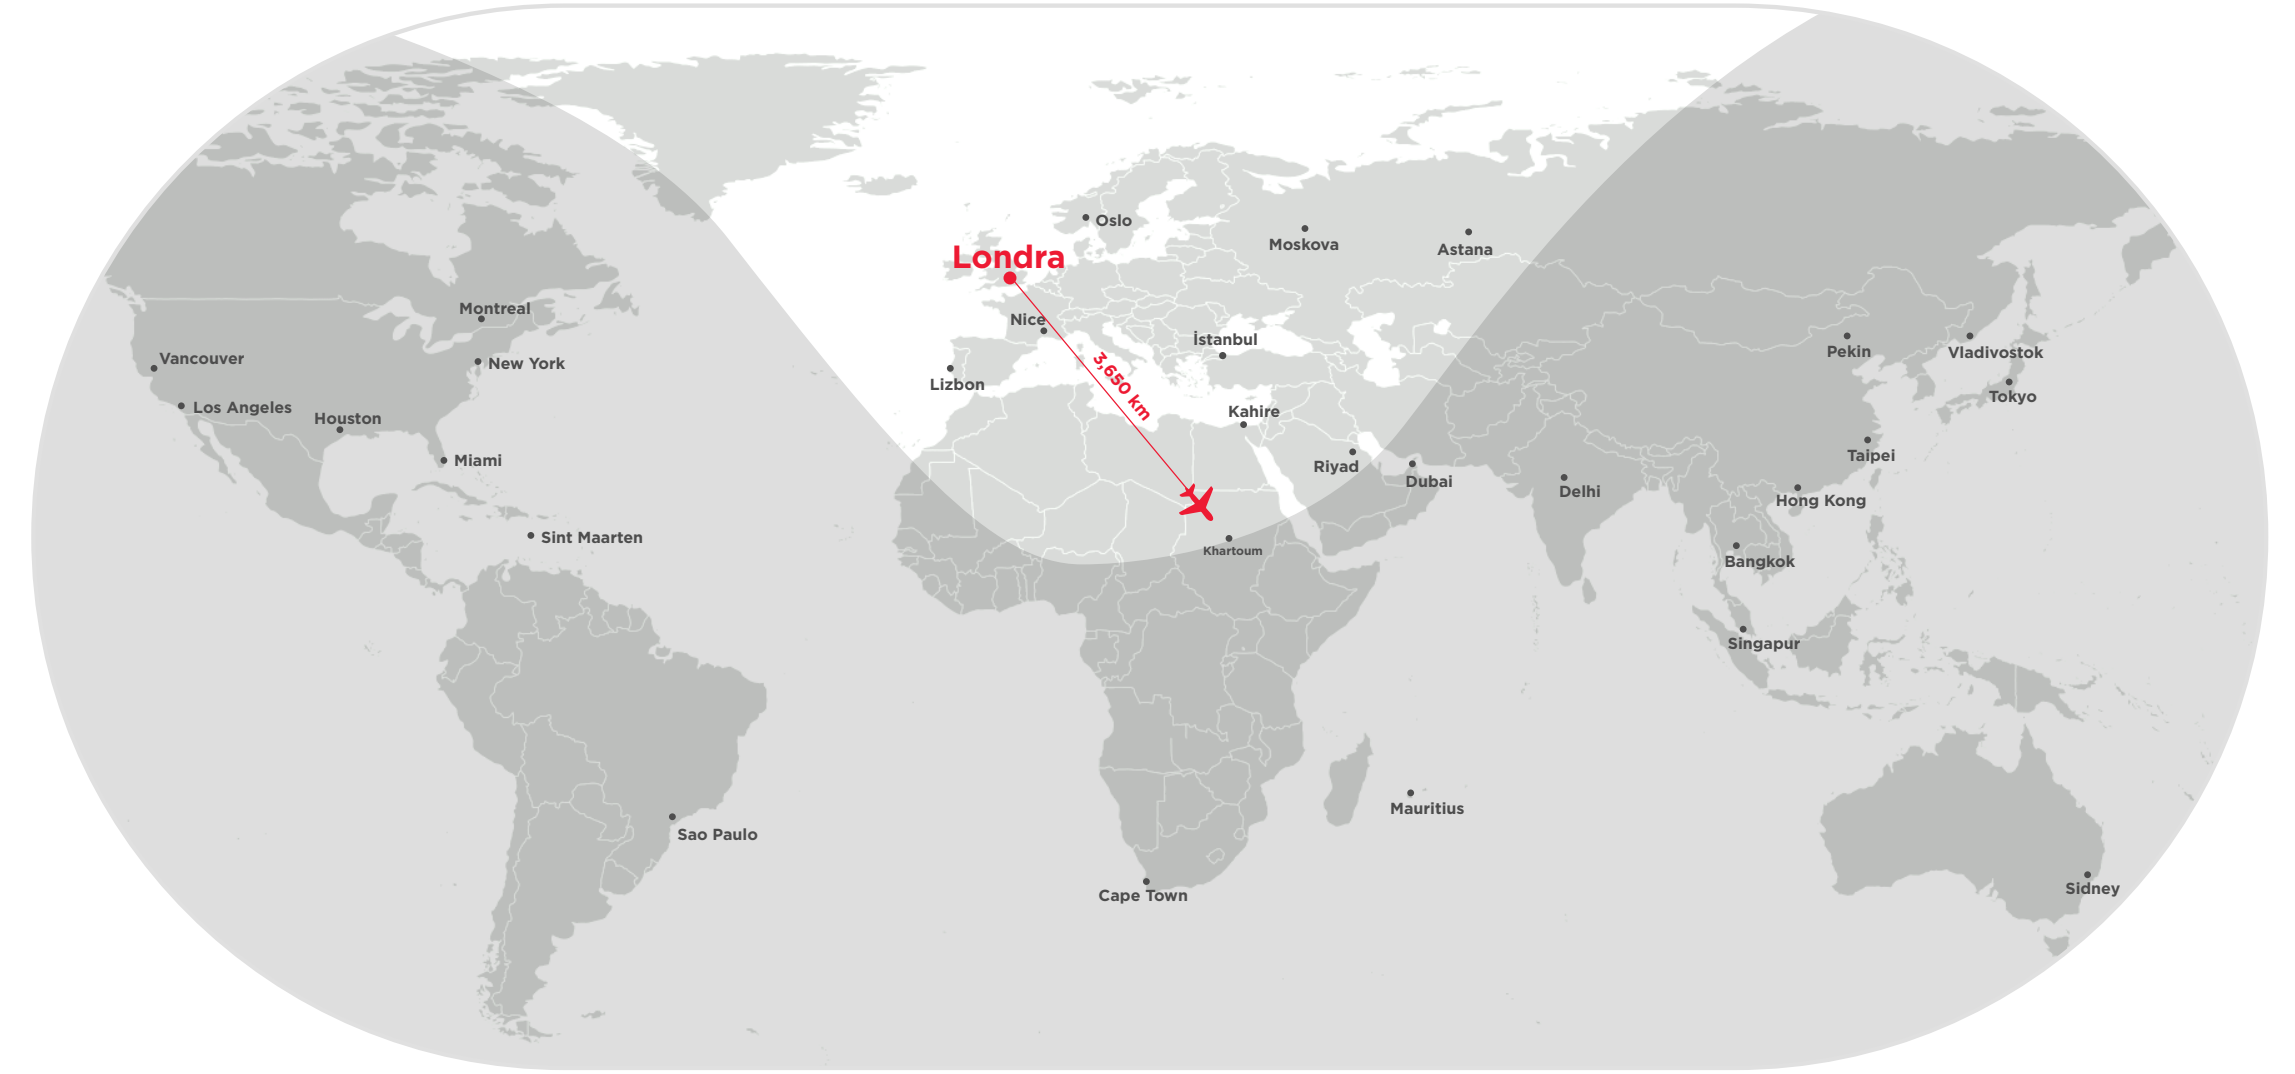 Oslo
Moskova
Astana
Londra
Montreal
Nice
İstanbul
Vancouver
New York
Pekin
Vladivostok
Lizbon
3,650 km
Tokyo
Los Angeles
Houston
Kahire
Miami
Riyad
Dubai
Taipei
Delhi
Hong Kong
Sint Maarten
Khartoum
Bangkok
Singapur
Mauritius
Sao Paulo
Cape Town
Sidney